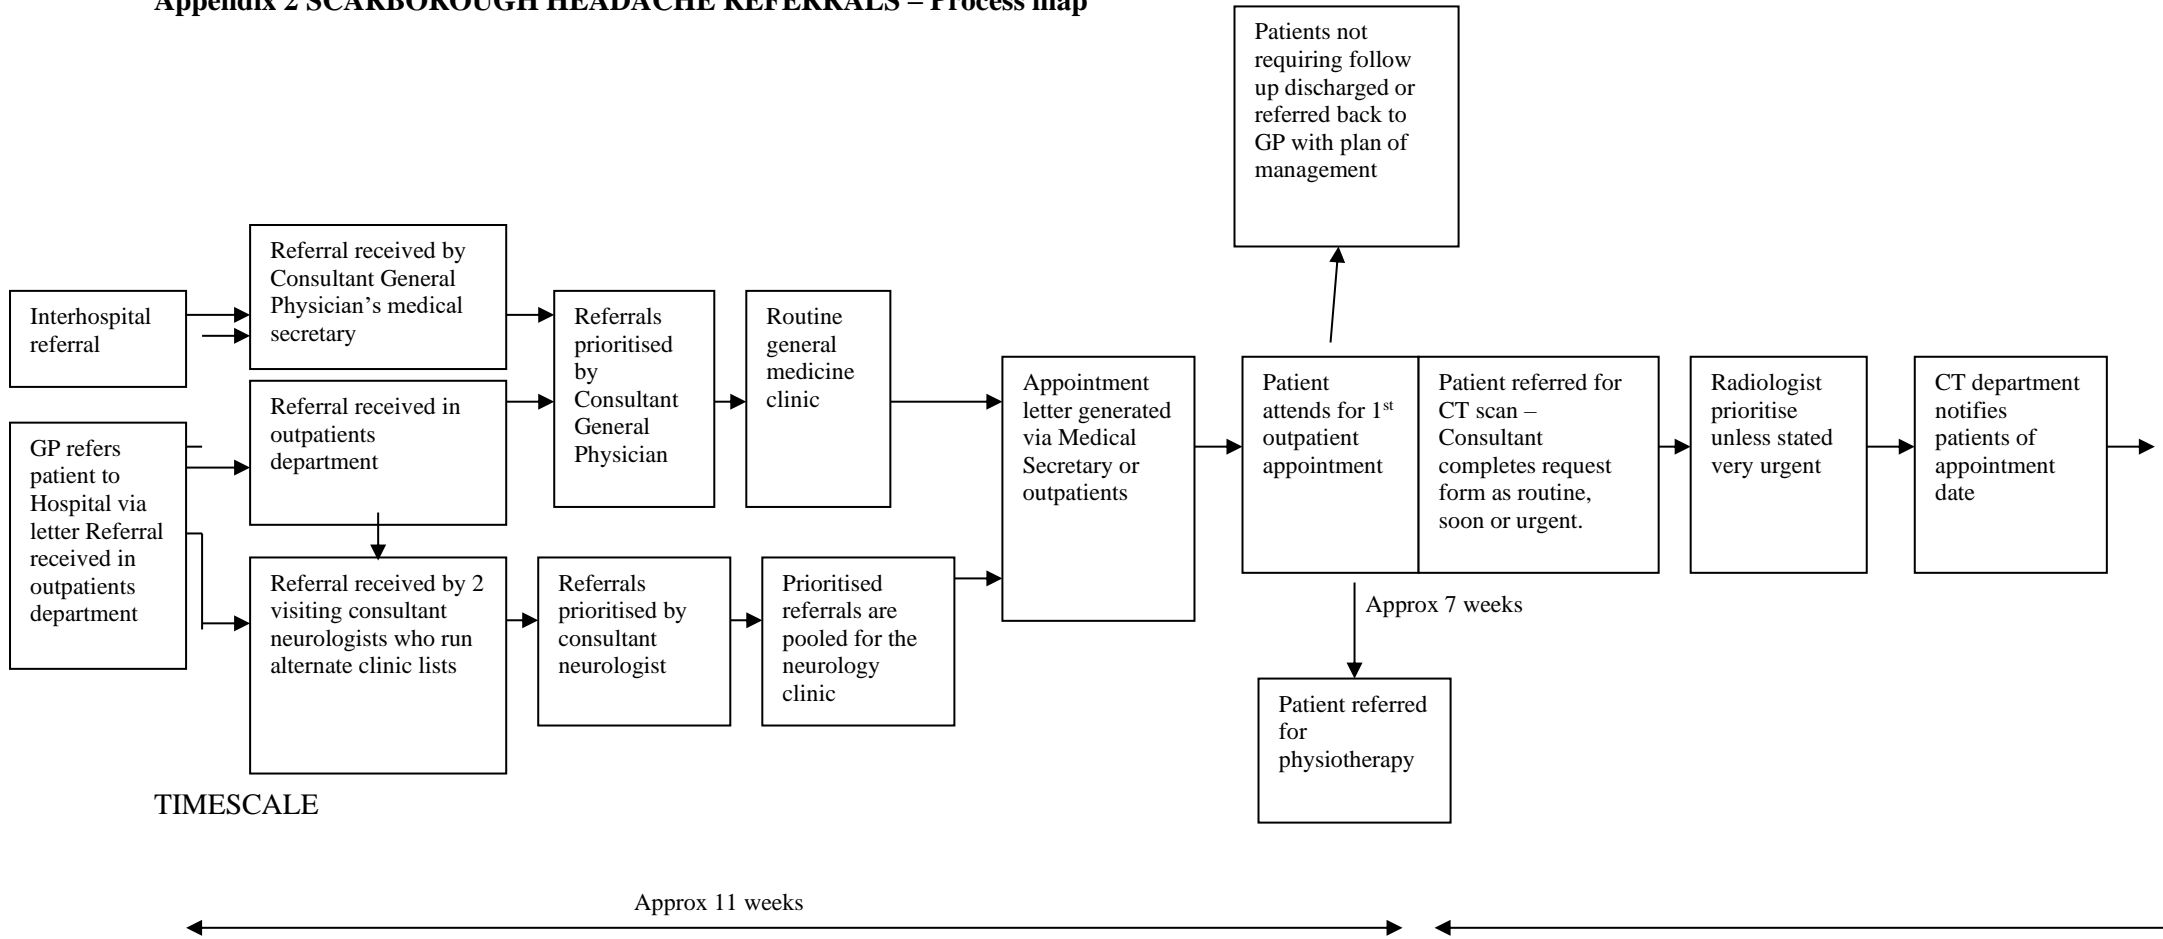 Appendix 2 SCARBOROUGH HEADACHE REFERRALS – Process map
Patients not
requiring follow
up discharged or
referred back to
GP with plan of
management
Interhospital
referral
GP refers
patient to
Hospital via
letter Referral
received in
outpatients
department
Referral received by
Consultant General
Physician’s medical
secretary
Referral received in
outpatients
department
Referral received by 2
visiting consultant
neurologists who run
alternate clinic lists
Referrals
prioritised
by
Consultant
General
Physician
Referrals
prioritised by
consultant
neurologist
Routine
general
medicine
clinic
Prioritised
referrals are
pooled for the
neurology
clinic
Appointment
letter generated
via Medical
Secretary or
outpatients
Patient
attends for 1st
outpatient
appointment
Patient referred for
CT scan –
Consultant
completes request
form as routine,
soon or urgent.
Radiologist
prioritise
unless stated
very urgent
CT department
notifies
patients of
appointment
date
Approx 7 weeks
Patient referred
for
physiotherapy
TIMESCALE
Approx 11 weeks